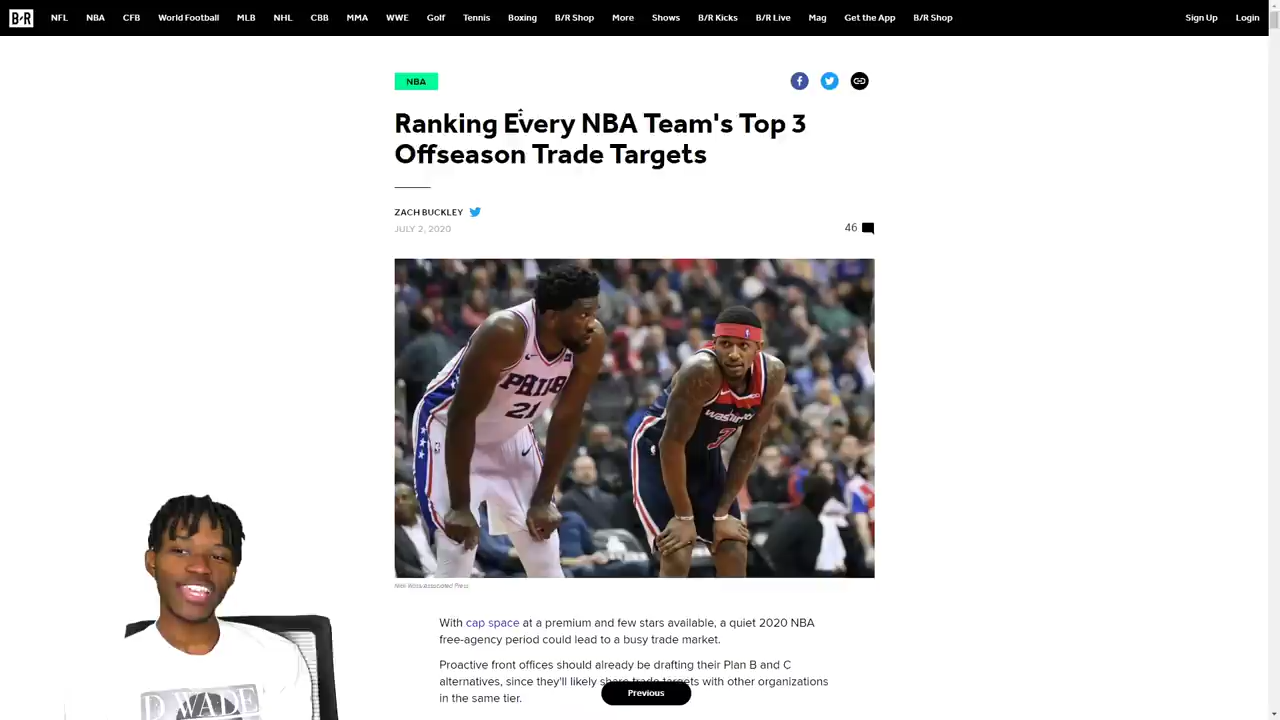 B/R NFL NBA CFB World Football MLB NHL CBB MMA WWE Golf Tennis Boxing B/R Shop More Shows B/R Kicks B/R Live Mag Get the App B/R Shop Sign Up Login
NBA
Ranking Every NBA Team's Top 3
Offseason Trade Targets
ZACH BUCKLEY
JULY 2, 2020
46
PHILA
21
Washington
3
With cap space at a premium and few stars available, a quiet 2020 NBA
free-agency period could lead to a busy trade market.
Proactive front offices should already be drafting their Plan B and C
alternatives, since they'll likely share trade targets with other organizations
in the same tier.
Previous
D WADE